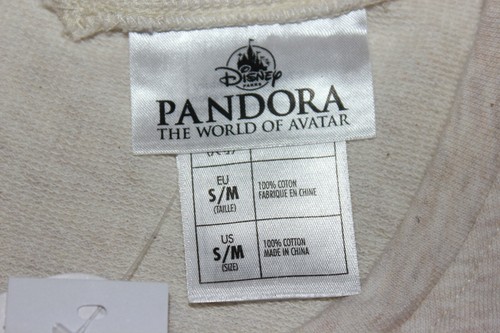 Disney
PARKS
PANDORA
THE WORLD OF AVATAR
EU
S/M
(TAILLE)
100% COTON
FABRIQUE EN CHINE
US
S/M
(SIZE)
100% COTTON
MADE IN CHINA